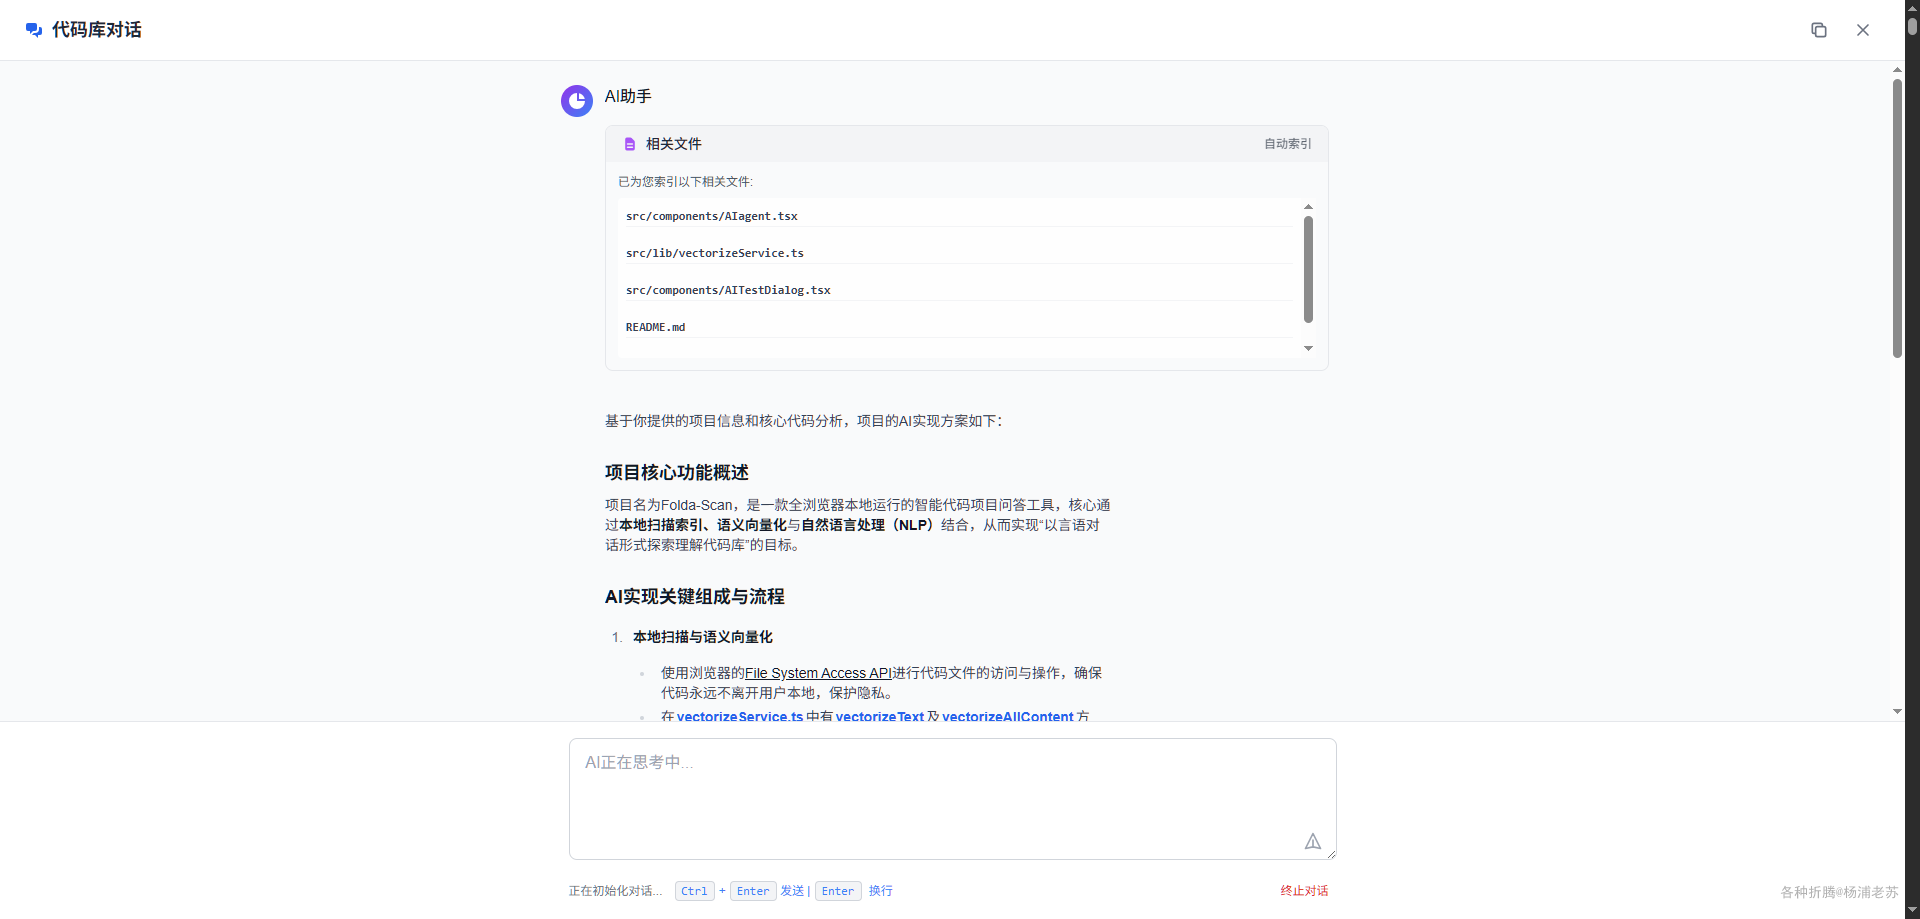 代码库对话
AI助手
相关文件
自动索引
已为您索引以下相关文件:
src/components/AIagent.tsx
src/lib/vectorizeService.ts
src/components/AITestDialog.tsx
README.md
基于你提供的项目信息和核心代码分析，项目的AI实现方案如下：
项目核心功能概述
项目名为Folda-Scan，是一款全浏览器本地运行的智能代码项目问答工具，核心通
过本地扫描索引、语义向量化与自然语言处理（NLP）结合，从而实现“以言语对
话形式探索理解代码库”的目标。
AI实现关键组成与流程
1. 本地扫描与语义向量化
使用浏览器的File System Access API进行代码文件的访问与操作，确保
代码永远不离开用户本地，保护隐私。
在 vectorizeService.ts 中有 vectorizeText 及 vectorizeAllContent 方
AI正在思考中...
正在初始化对话... Ctrl + Enter 发送 | Enter 换行
终止对话
各种折腾@杨浦老苏